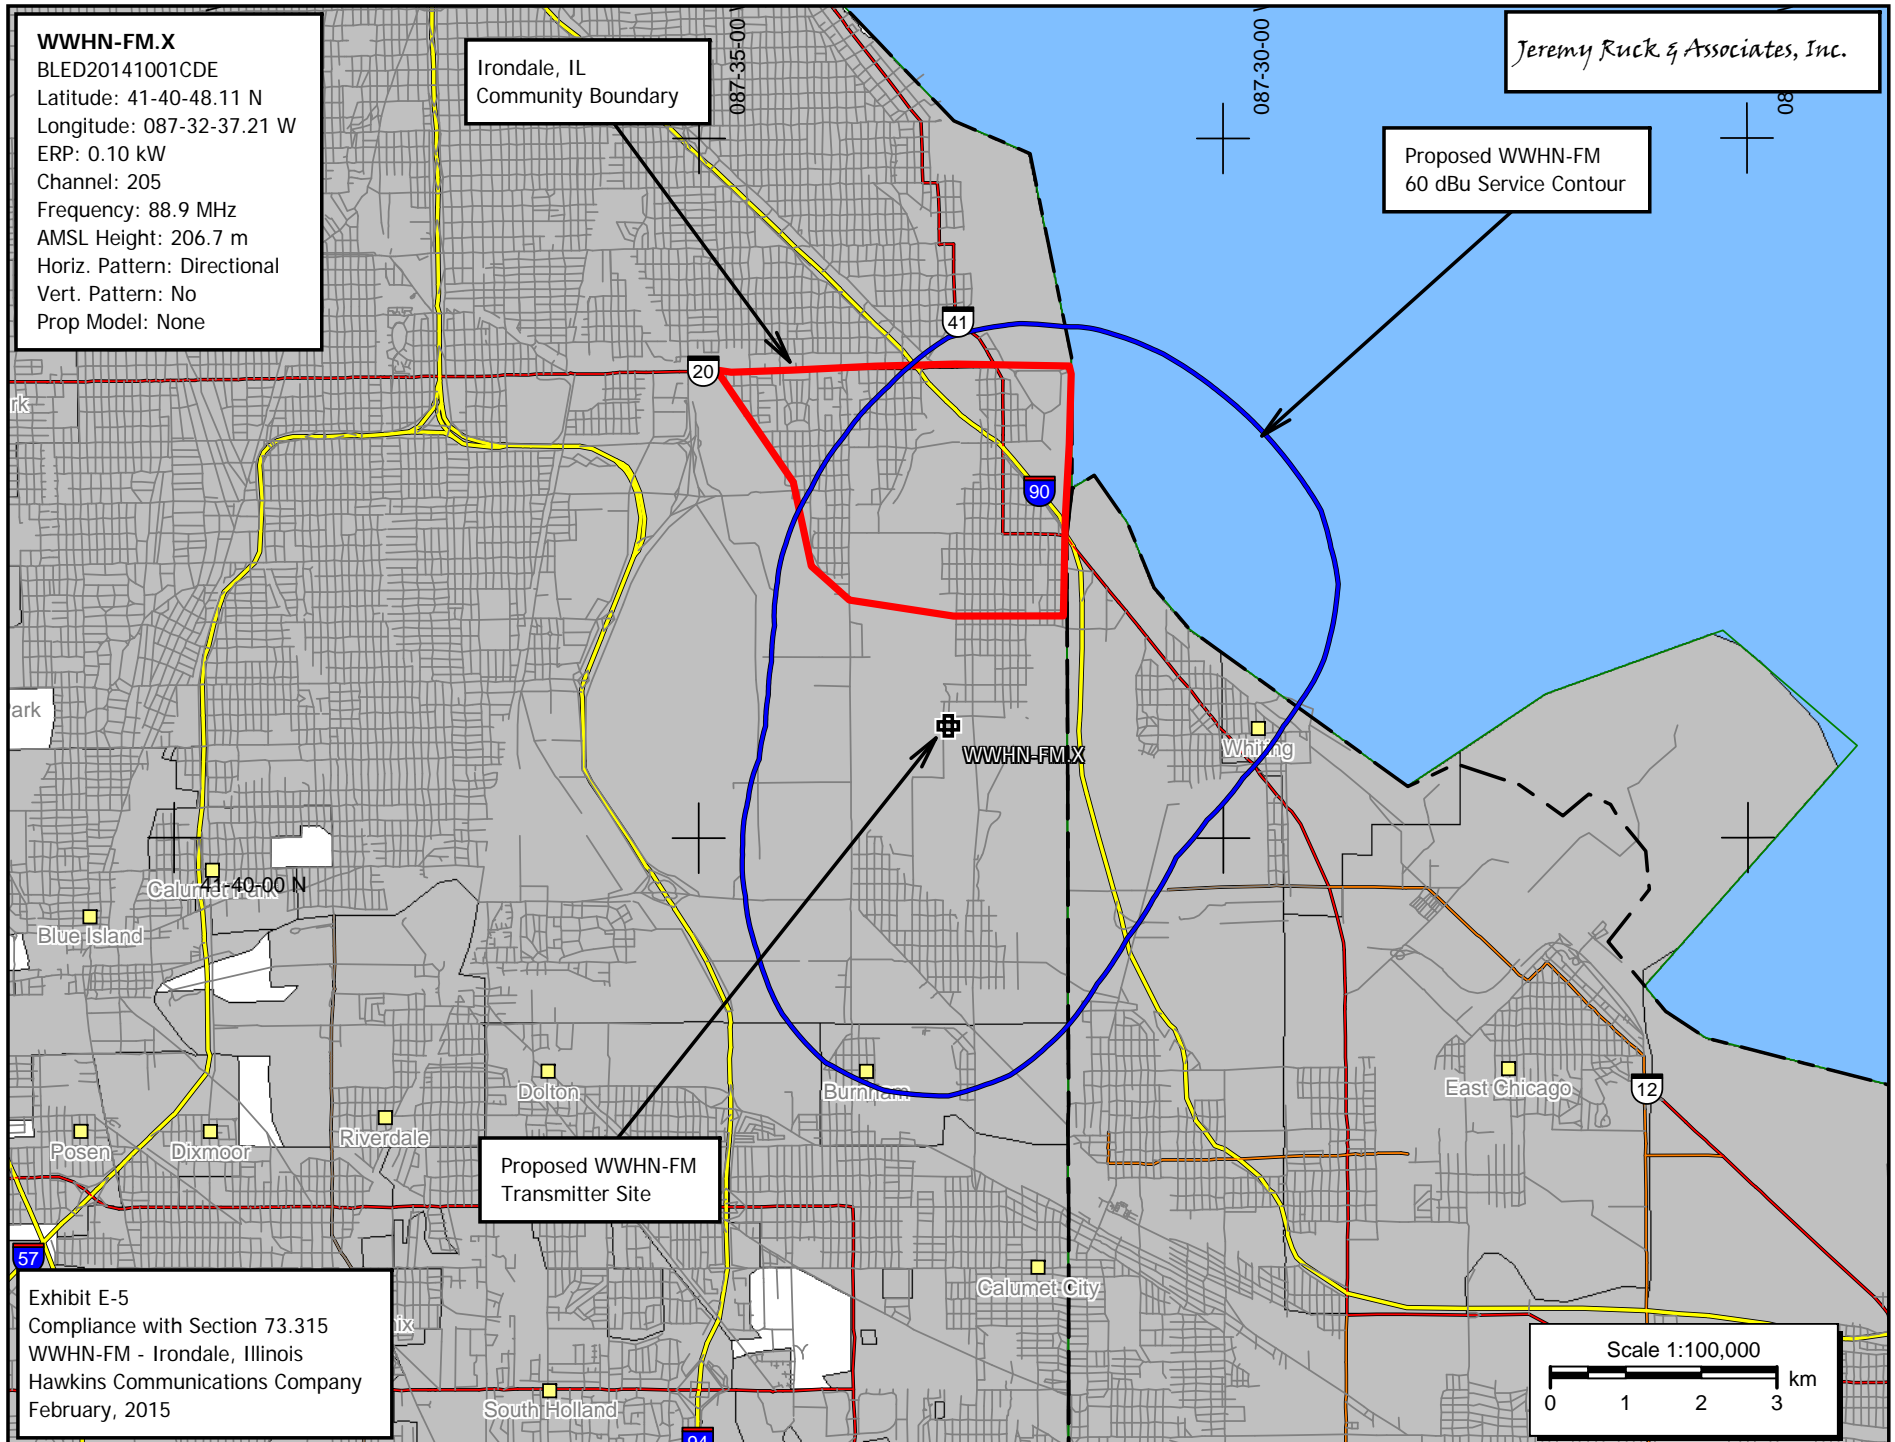 WWHN-FM.X
BLED20141001CDE
Latitude: 41-40-48.11 N
Longitude: 087-32-37.21 W
ERP: 0.10 kW
Channel: 205
Frequency: 88.9 MHz
AMSL Height: 206.7 m
Horiz. Pattern: Directional
Vert. Pattern: No
Prop Model: None
Irondale, IL
Community Boundary
087-35-00
087-30-00
08
Jeremy Ruck & Associates, Inc.
Proposed WWHN-FM
60 dBu Service Contour
41
20
90
rk
ark
WWHN-FM.X
Whiting
Calumet Park
41-40-00 N
Blue Island
Dolton
Burnham
East Chicago
12
Posen
Dixmoor
Riverdale
Proposed WWHN-FM
Transmitter Site
57
Calumet City
ix
Y
South Holland
94
Exhibit E-5
Compliance with Section 73.315
WWHN-FM - Irondale, Illinois
Hawkins Communications Company
February, 2015
Scale 1:100,000
km
0 1 2 3